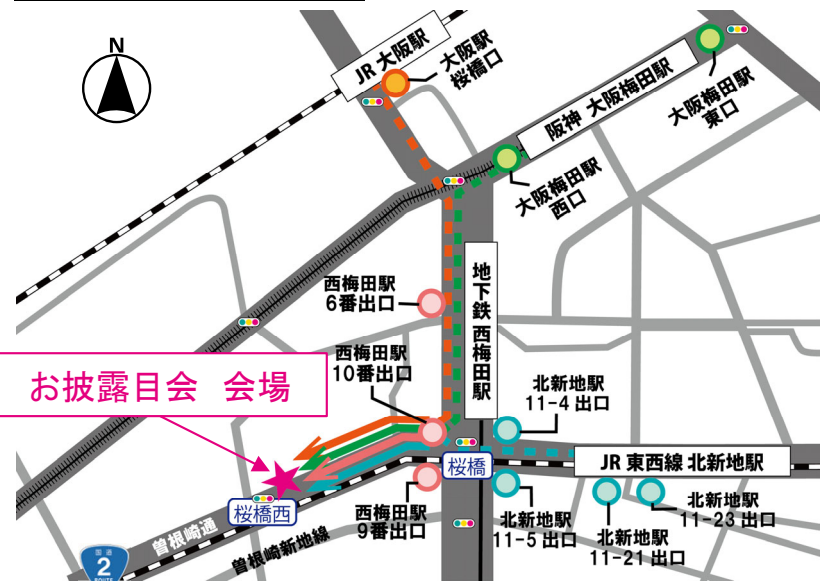 N
JR 大阪駅
大阪駅
桜橋口
阪神 大阪梅田駅
大阪梅田駅
東口
大阪梅田駅
西口
地下鉄 西梅田駅
西梅田駅
6番出口
西梅田駅
10番出口
お披露目会 会場
北新地駅
11-4 出口
JR 東西線 北新地駅
桜橋
桜橋西
西梅田駅
9番出口
北新地駅
11-5 出口
北新地駅
11-21 出口
北新地駅
11-23 出口
曽根崎通
曽根崎新地線
国道
2
ROUTE